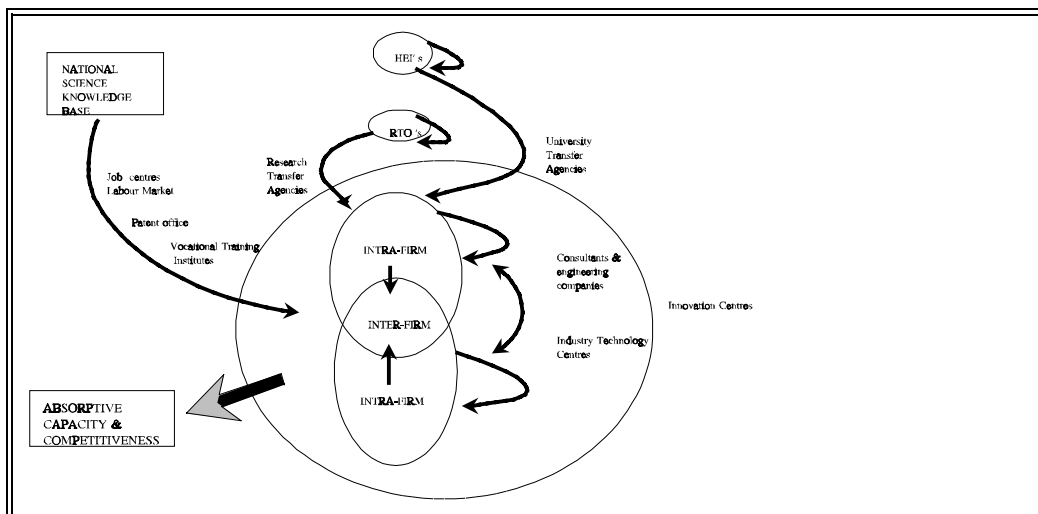 HEI's
NATIONAL
SCIENCE
KNOWLEDGE
BASE
RTO's
University
Transfer
Agencies
Research
Transfer
Agencies
Job centres
Labour Market
Patent office
Vocational Training
Institutes
INTRA-FIRM
Consultants &
engineering
companies
Innovation Centres
INTER-FIRM
Industry Technology
Centres
INTRA-FIRM
ABSORPTIVE
CAPACITY &
COMPETITIVENESS